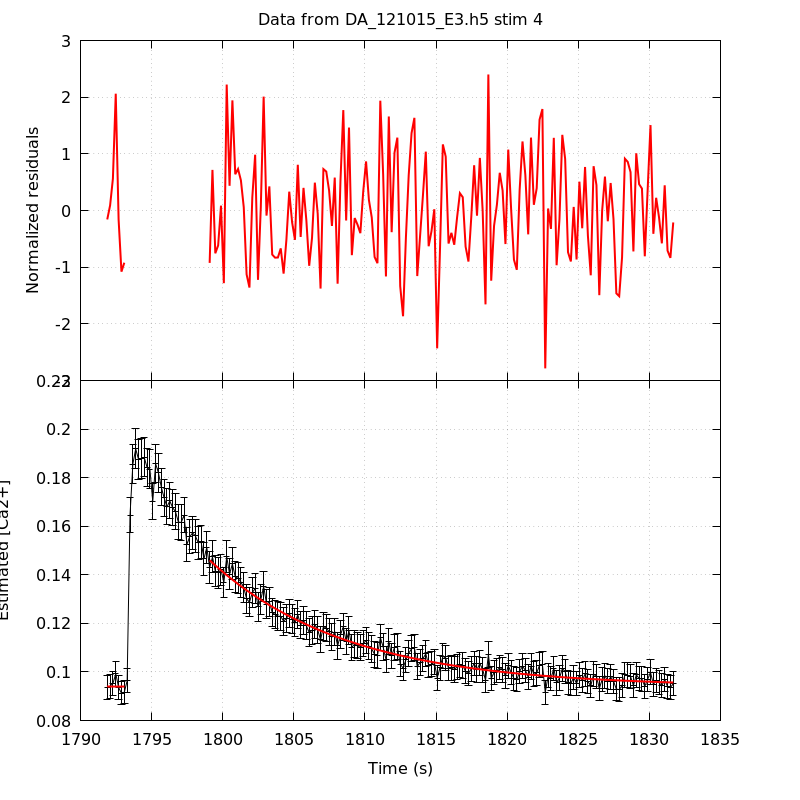 Data from DA_121015_E3.h5 stim 4
3
2
1
0
-1
-2
Normalized residuals
0.2
0.18
0.16
0.14
0.12
0.1
0.08
Estimated [Ca2+]
1790 1795 1800 1805 1810 1815 1820 1825 1830 1835
Time (s)